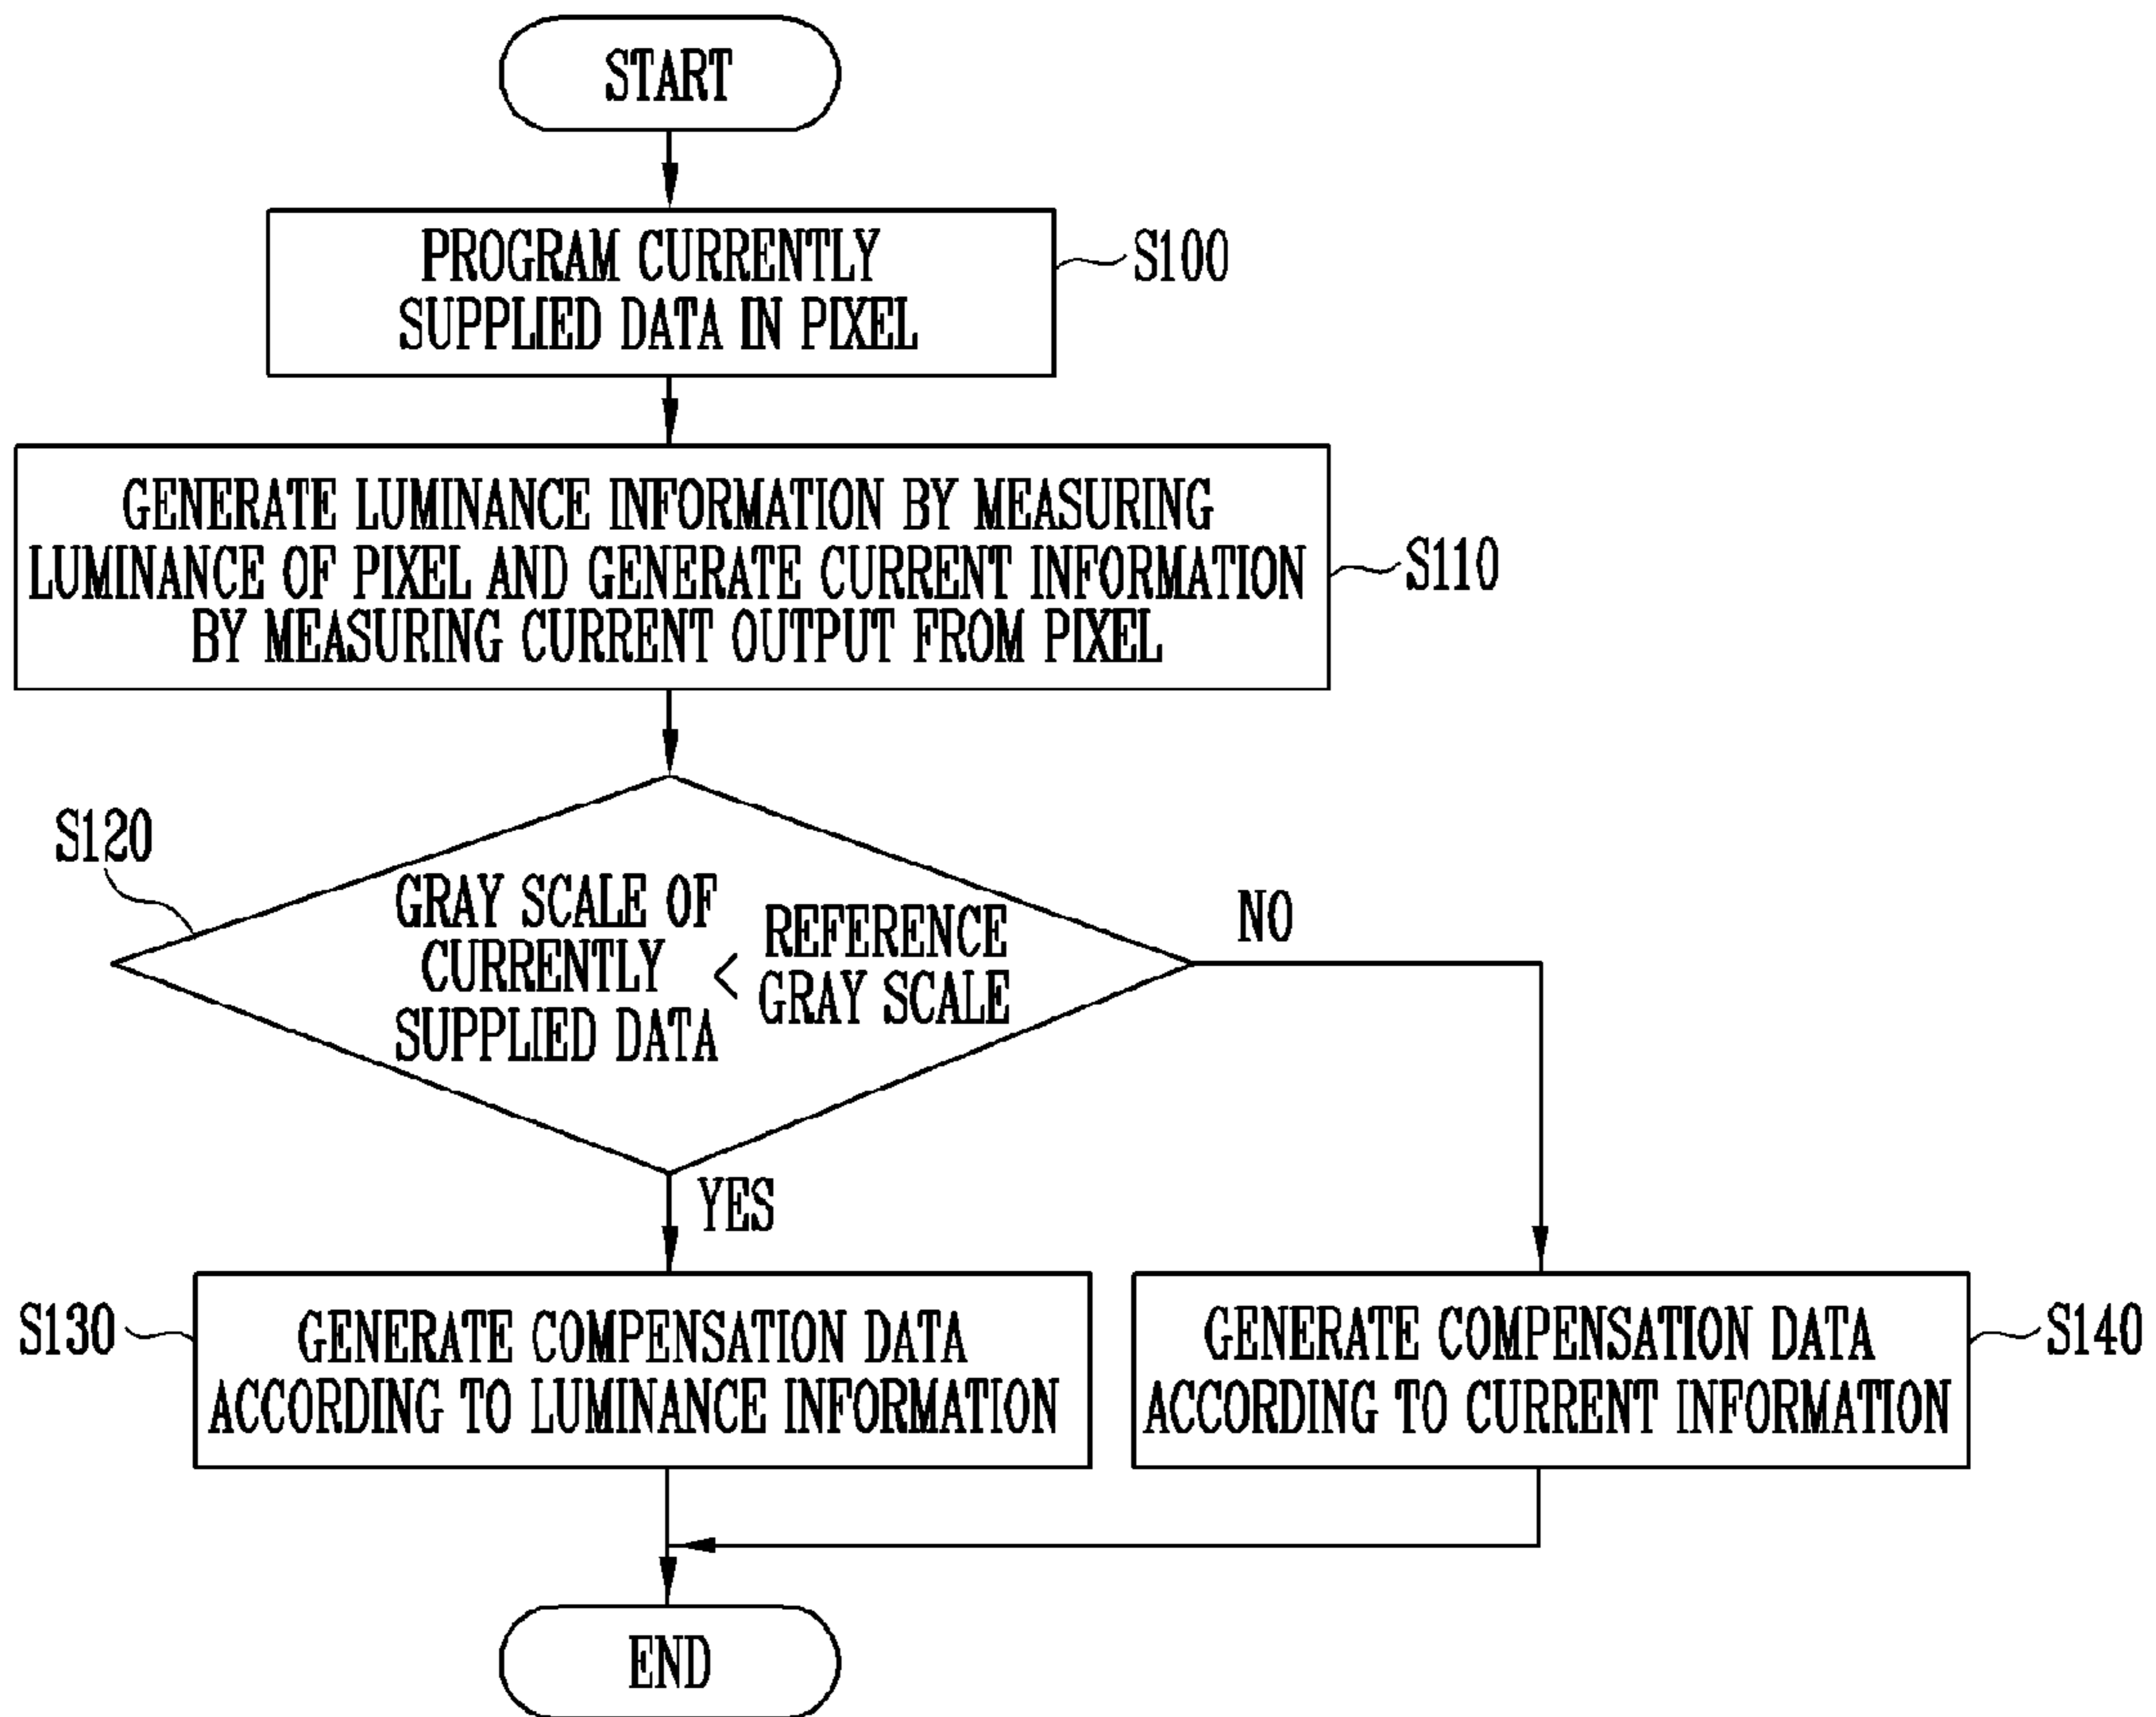 START
PROGRAM CURRENTLY
SUPPLIED DATA IN PIXEL
S100
GENERATE LUMINANCE INFORMATION BY MEASURING
LUMINANCE OF PIXEL AND GENERATE CURRENT INFORMATION
BY MEASURING CURRENT OUTPUT FROM PIXEL
S110
S120
GRAY SCALE OF
CURRENTLY
SUPPLIED DATA
<
REFERENCE
GRAY SCALE
NO
YES
S130
GENERATE COMPENSATION DATA
ACCORDING TO LUMINANCE INFORMATION
GENERATE COMPENSATION DATA
ACCORDING TO CURRENT INFORMATION
S140
END